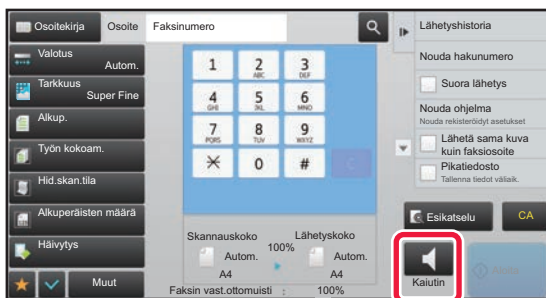 Osoitekirja
Osoite
Faksinumero
Lähetyshistoria
Valotus
Autom.
Nouda hakunumero
Tarkkuus
Super Fine
Suora lähetys
Alkup.
Nouda ohjelma
Nouda rekisteröidyt asetukset
Työn kokoam.
Lähetä sama kuva
kuin faksiosoite
Hid.skan.tila
Pikatiedosto
Tallenna tiedot väliaik.
Alkuperäisten määrä
Häivytys
Muut
1
2
ABC
3
DEF
4
GHI
5
JKL
6
MNO
7
PQRS
8
TUV
9
WXYZ
0
#
C
Skannauskoko
Lähetyskoko
100%
Autom.
Autom.
A4
A4
Faksin vast.ottomuisti : 100%
Esikatselu
CA
Kaiutin
Aloita